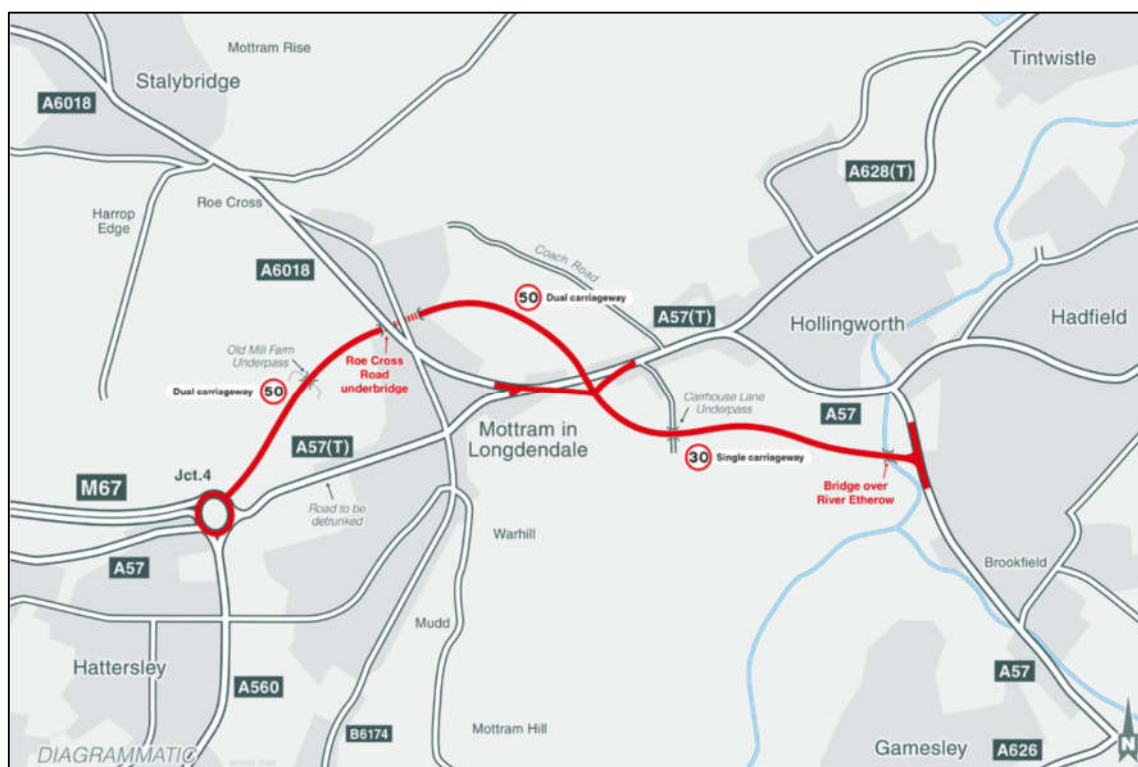 Mottram Rise
Tintwistle
Stalybridge
A6018
A628(T)
Roe Cross
Harrop
Edge
Coach Road
A6018
50 Dual carriageway
A57(T)
Hollingworth
Hadfield
Old Mill Farm
Underpass
Roe Cross
Road
underbridge
Dual carriageway 50
Carrhouse Lane
Underpass
A57
A57(T)
Mottram in
Longdendale
Jct.4
30 Single carriageway
M67
Road to be
detrunked
Bridge over
River Etherow
Warhill
A57
Brookfield
Mudd
Hattersley
A57
A560
Mottram Hill
B6174
Gamesley
A626
N
DIAGRAMMATIC